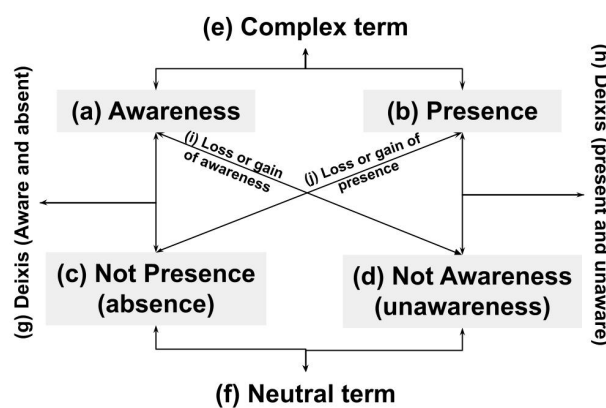 (e) Complex term
(a) Awareness
(b) Presence
(i) Loss or gain
of awareness
(j) Loss or gain of
presence
(g) Deixis (Aware and absent)
(h) Deixis (present and unaware)
(c) Not Presence
(absence)
(d) Not Awareness
(unawareness)
(f) Neutral term